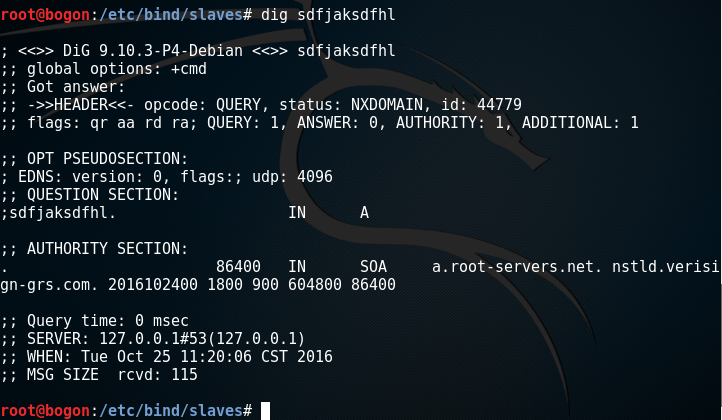 root@bogon:/etc/bind/slaves# dig sdfjaksdfhl
; <<>> DiG 9.10.3-P4-Debian <<>> sdfjaksdfhl
;; global options: +cmd
;; Got answer:
;; ->>HEADER<<- opcode: QUERY, status: NXDOMAIN, id: 44779
;; flags: qr aa rd ra; QUERY: 1, ANSWER: 0, AUTHORITY: 1, ADDITIONAL: 1
;; OPT PSEUDOSECTION:
; EDNS: version: 0, flags:; udp: 4096
;; QUESTION SECTION:
;sdfjaksdfhl. IN A
;; AUTHORITY SECTION:
. 86400 IN SOA a.root-servers.net. nstld.verisi
gn-grs.com. 2016102400 1800 900 604800 86400
;; Query time: 0 msec
;; SERVER: 127.0.0.1#53(127.0.0.1)
;; WHEN: Tue Oct 25 11:20:06 CST 2016
;; MSG SIZE  rcvd: 115
root@bogon:/etc/bind/slaves#